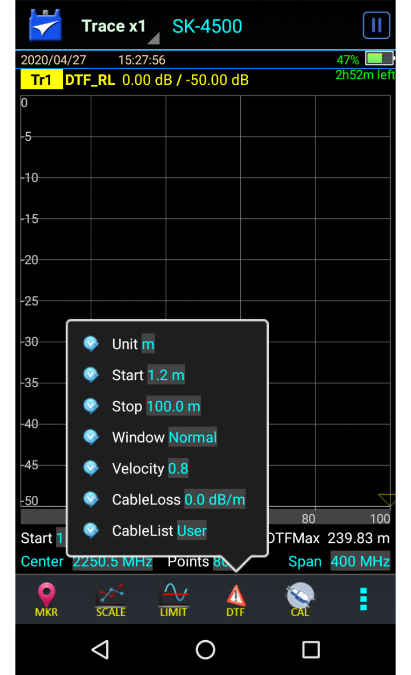 Trace x1 SK-4500
2020/04/27 15:27:56 47%
2h52m left
Tr1 DTF_RL 0.00 dB / -50.00 dB
0
-5
-10
-15
-20
-25
-30
-35
-40
-45
-50
Unit m
Start 1.2 m
Stop 100.0 m
Window Normal
Velocity 0.8
CableLoss 0.0 dB/m
CableList User
80 100
Start 1 DTFMax 239.83 m
Center 2250.5 MHz Points 80 Span 400 MHz
MKR SCALE LIMIT DTF CAL